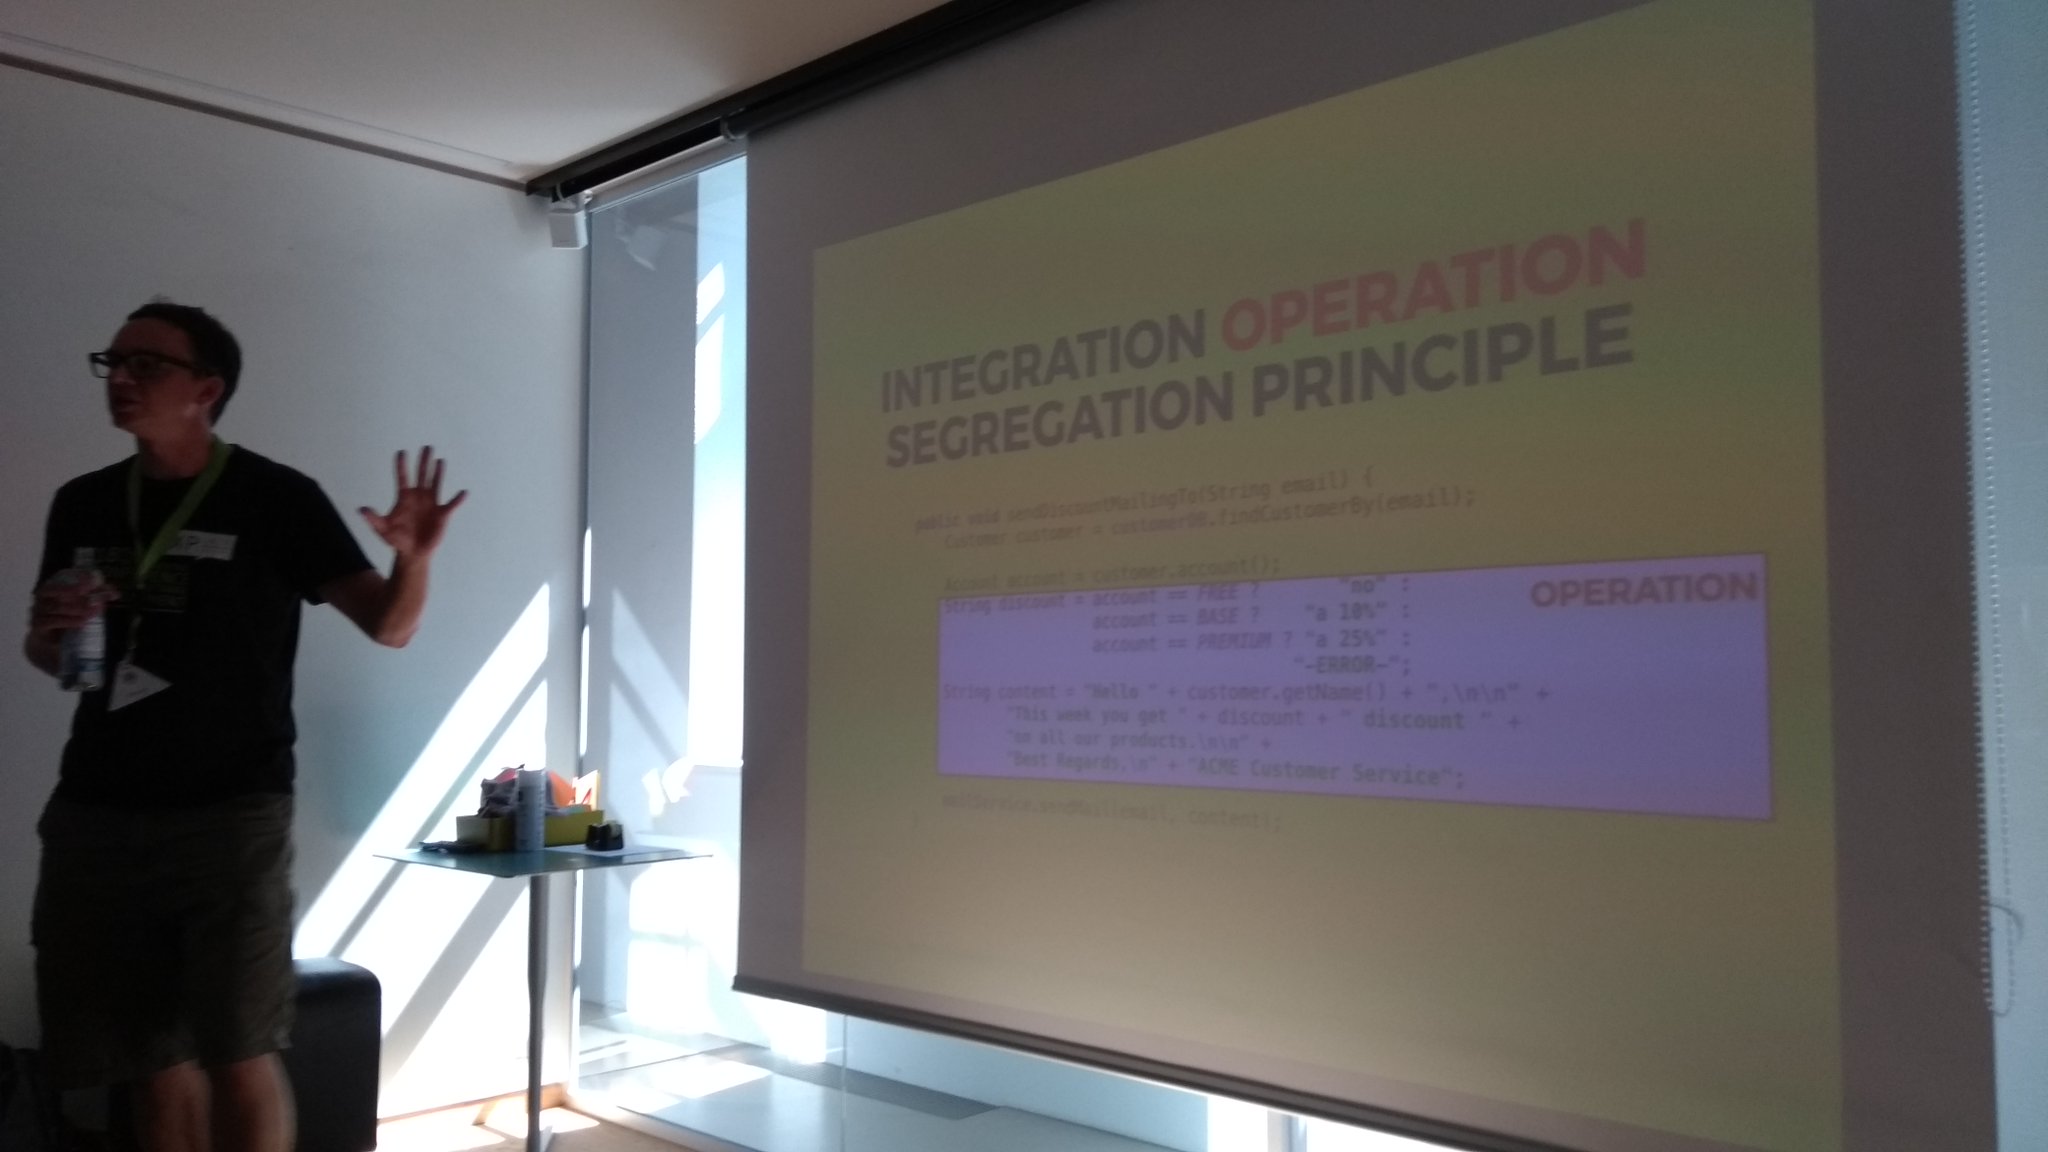 INTEGRATION OPERATION
SEGREGATION PRINCIPLE
public void sendDiscountMailingTo(String email) {
Customer customer = customerDB.findCustomerBy(email);
Account account = customer.account();
OPERATION
String discount = account == FREE ? "no" :
account == BASE ? "a 10%" :
account == PREMIUM ? "a 25%" :
"-ERROR-";
String content = "Hello " + customer.getName() + ",\n\n" +
"This week you get " + discount + " discount " +
"on all our products.\n\n" +
"Best Regards,\n" + "ACME Customer Service";
mailService.sendMail(email, content);
}